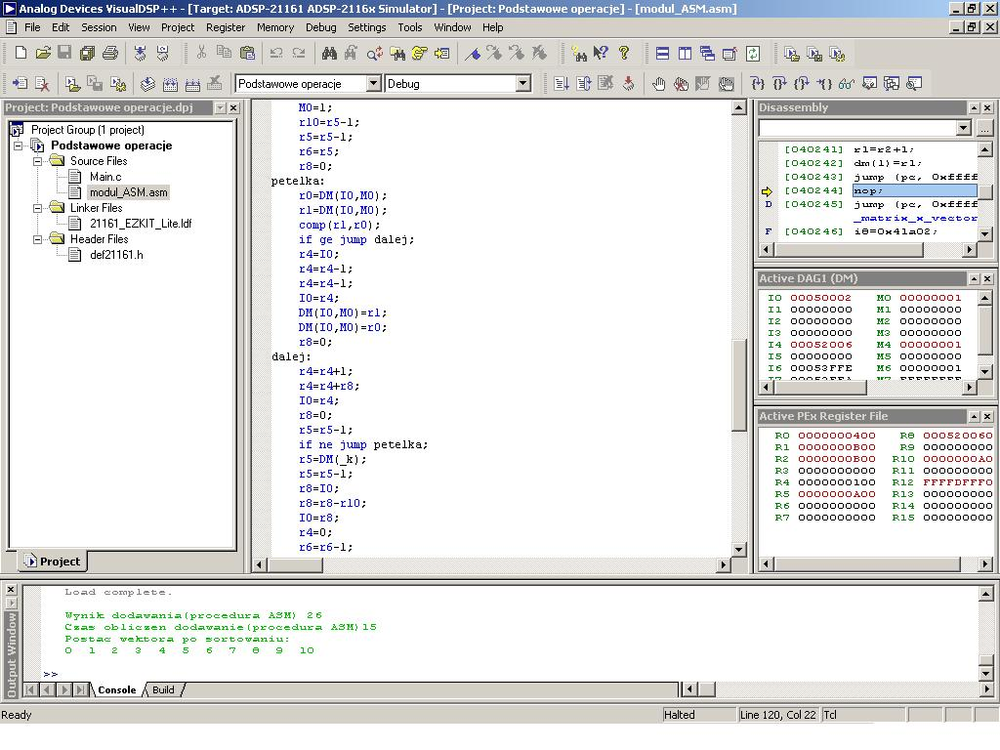 Analog Devices VisualDSP++ - [Target: ADSP-21161 ADSP-2116x Simulator] - [Project: Podstawowe operacje] - [modul_ASM.asm]
File Edit Session View Project Register Memory Debug Settings Tools Window Help
Podstawowe operacje Debug
Project: Podstawowe operacje.dpj
Project Group (1 project)
Podstawowe operacje
Source Files
Main.c
modul_ASM.asm
Linker Files
21161_EZKIT_Lite.ldf
Header Files
def21161.h
Project
M0=1;
r10=r5-1;
r5=r5-1;
r6=r5;
r8=0;
petelka:
r0=DM(I0,M0);
r1=DM(I0,M0);
comp(r1,r0);
if ge jump dalej;
r4=I0;
r4=r4-1;
r4=r4-1;
I0=r4;
DM(I0,M0)=r1;
DM(I0,M0)=r0;
r8=0;
dalej:
r4=r4+1;
r4=r4+r8;
I0=r4;
r8=0;
r5=r5-1;
if ne jump petelka;
r5=DM(_k);
r5=r5-1;
r8=I0;
r8=r8-r10;
I0=r8;
r4=0;
r6=r6-1;
Disassembly
...
[040241] r1=r2+1;
[040242] dm(1)=r1;
[040243] jump (pc, 0xffff
[040244] nop;
D [040245] jump (pc, 0xffff
_matrix_x_vector
F [040246] i0=0x41a02;
Active DAG1 (DM)
I0 00050002 M0 00000001
I1 00000000 M1 00000000
I2 00000000 M2 00000000
I3 00000000 M3 00000000
I4 00052006 M4 00000001
I5 00000000 M5 00000000
I6 00053FFE M6 00000001
Active PEx Register File
R0 0000000400 R8 000520060
R1 0000000B00 R9 000000000
R2 0000000B00 R10 0000000A0
R3 0000000000 R11 000000000
R4 0000000100 R12 FFFFDFFF0
R5 0000000A00 R13 000000000
R6 0000000000 R14 000000000
R7 0000000000 R15 000000000
Output Window
Load complete.
Wynik dodawania(procedura ASM) 26
Czas obliczen dodawanie(procedura ASM)15
Postac wektora po sortowaniu:
0 1 2 3 4 5 6 7 8 9 10
>>
Console Build
Ready Halted Line 120, Col 22 Tcl